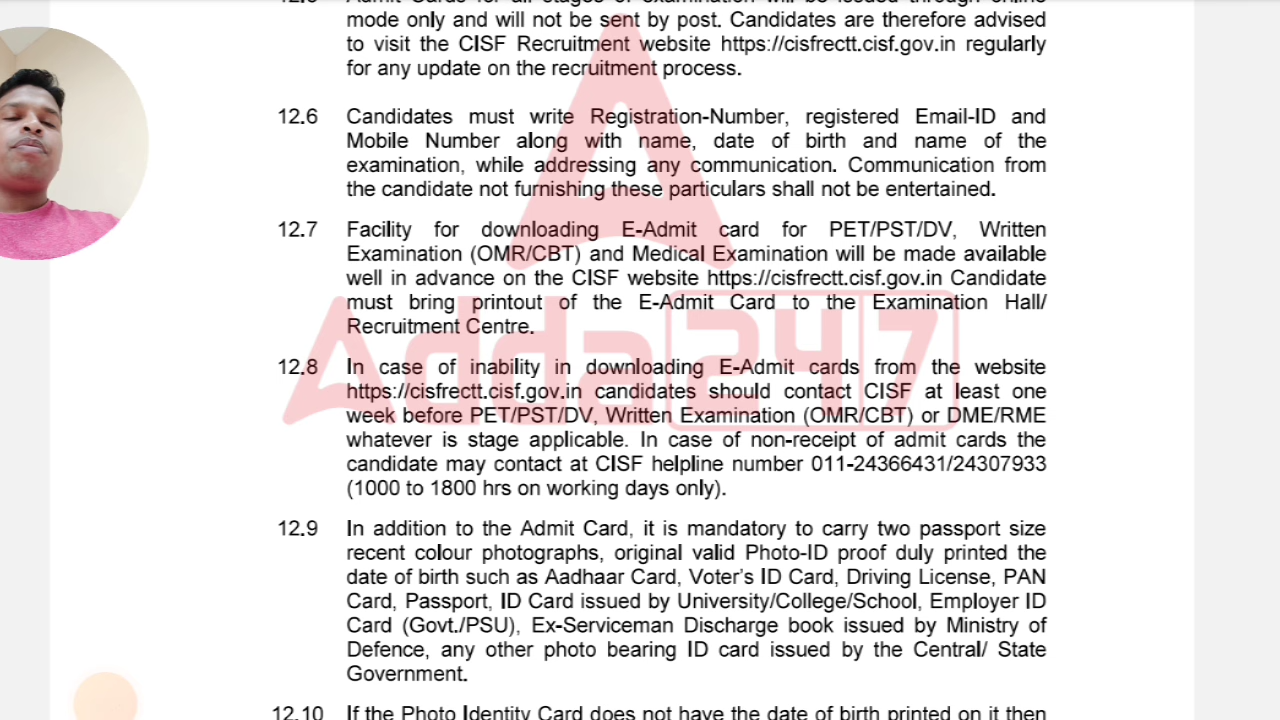 Admit Cards for all stages of examination will be issued through online
mode only and will not be sent by post. Candidates are therefore advised
to visit the CISF Recruitment website https://cisfrectt.cisf.gov.in regularly
for any update on the recruitment process.
12.6 Candidates must write Registration-Number, registered Email-ID and
Mobile Number along with name, date of birth and name of the
examination, while addressing any communication. Communication from
the candidate not furnishing these particulars shall not be entertained.
12.7 Facility for downloading E-Admit card for PET/PST/DV, Written
Examination (OMR/CBT) and Medical Examination will be made available
well in advance on the CISF website https://cisfrectt.cisf.gov.in Candidate
must bring printout of the E-Admit Card to the Examination Hall/
Recruitment Centre.
12.8 In case of inability in downloading E-Admit cards from the website
https://cisfrectt.cisf.gov.in candidates should contact CISF at least one
week before PET/PST/DV, Written Examination (OMR/CBT) or DME/RME
whatever is stage applicable. In case of non-receipt of admit cards the
candidate may contact at CISF helpline number 011-24366431/24307933
(1000 to 1800 hrs on working days only).
12.9 In addition to the Admit Card, it is mandatory to carry two passport size
recent colour photographs, original valid Photo-ID proof duly printed the
date of birth such as Aadhaar Card, Voter's ID Card, Driving License, PAN
Card, Passport, ID Card issued by University/College/School, Employer ID
Card (Govt./PSU), Ex-Serviceman Discharge book issued by Ministry of
Defence, any other photo bearing ID card issued by the Central/ State
Government.
12.10 If the Photo Identity Card does not have the date of birth printed on it then
Adda247